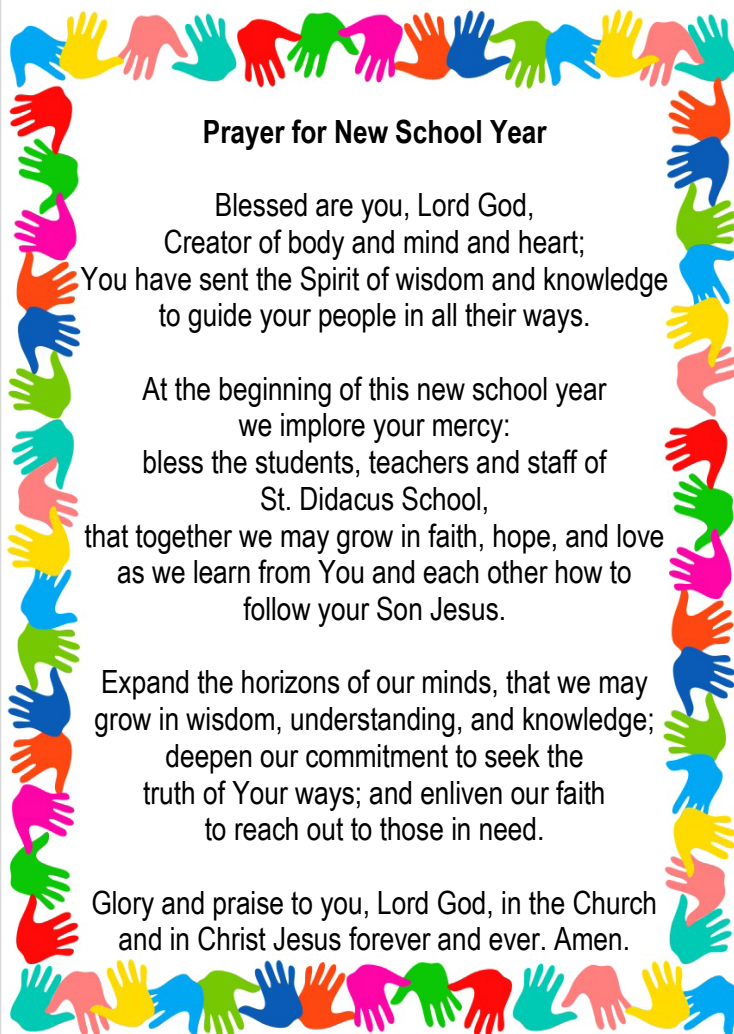 Prayer for New School Year
Blessed are you, Lord God,
Creator of body and mind and heart;
You have sent the Spirit of wisdom and knowledge
to guide your people in all their ways.
At the beginning of this new school year
we implore your mercy:
bless the students, teachers and staff of
St. Didacus School,
that together we may grow in faith, hope, and love
as we learn from You and each other how to
follow your Son Jesus.
Expand the horizons of our minds, that we may
grow in wisdom, understanding, and knowledge;
deepen our commitment to seek the
truth of Your ways; and enliven our faith
to reach out to those in need.
Glory and praise to you, Lord God, in the Church
and in Christ Jesus forever and ever. Amen.